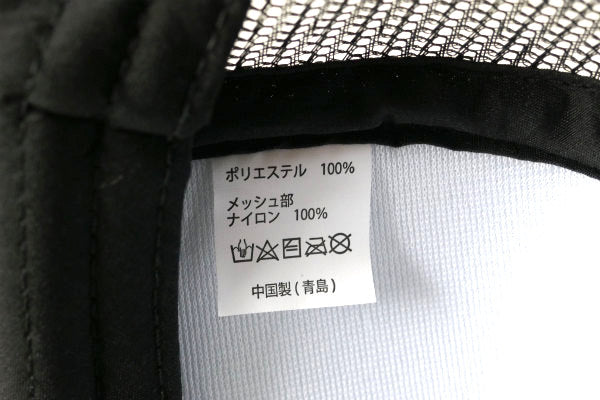 ポリエステル 100%
メッシュ部
ナイロン 100%
中国製 ( 青島 )